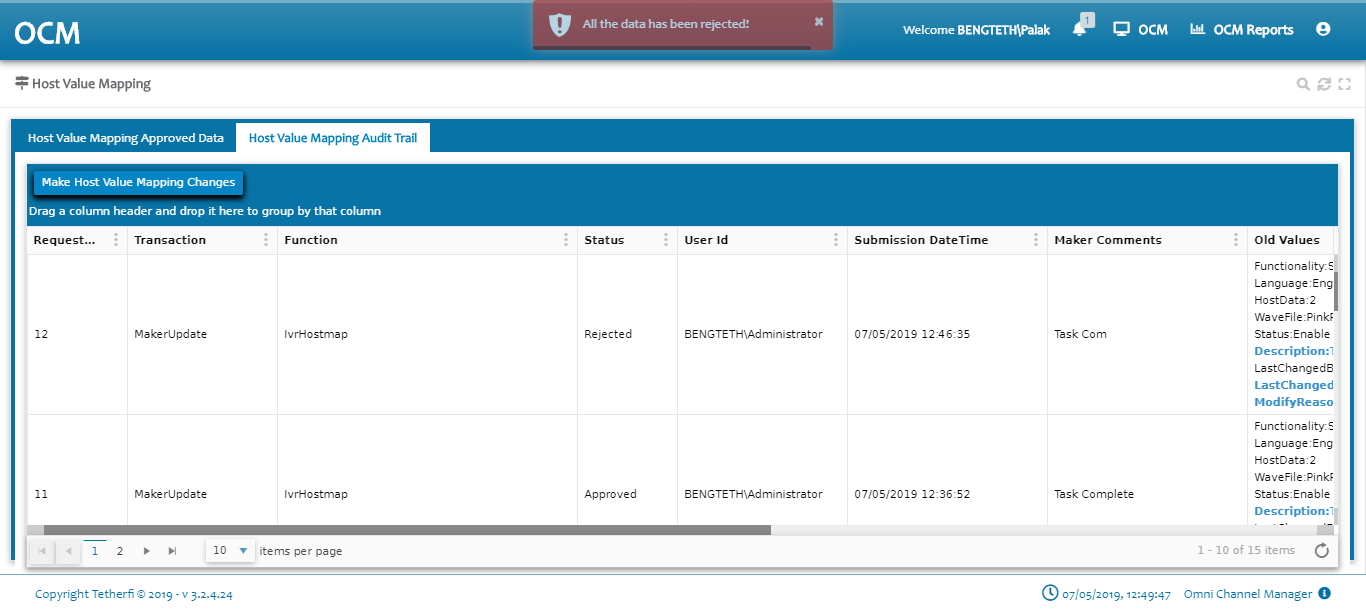 OCM
All the data has been rejected!
Welcome BENGTETH\Palak
1
OCM
OCM Reports
Host Value Mapping
Host Value Mapping Approved Data
Host Value Mapping Audit Trail
Make Host Value Mapping Changes
Drag a column header and drop it here to group by that column
Request... Transaction Function Status User Id Submission DateTime Maker Comments Old Values
12 MakerUpdate IvrHostmap Rejected BENGTETH\Administrator 07/05/2019 12:46:35 Task Com
Functionality:S
Language:Eng
HostData:2
WaveFile:PinkF
Status:Enable
Description:T
LastChangedB
LastChanged
ModifyReaso
11 MakerUpdate IvrHostmap Approved BENGTETH\Administrator 07/05/2019 12:36:52 Task Complete
Functionality:S
Language:Eng
HostData:2
WaveFile:PinkF
Status:Enable
Description:T
1 2 10 items per page
1 - 10 of 15 items
Copyright Tetherfi © 2019 - v 3.2.4.24
07/05/2019, 12:49:47 Omni Channel Manager